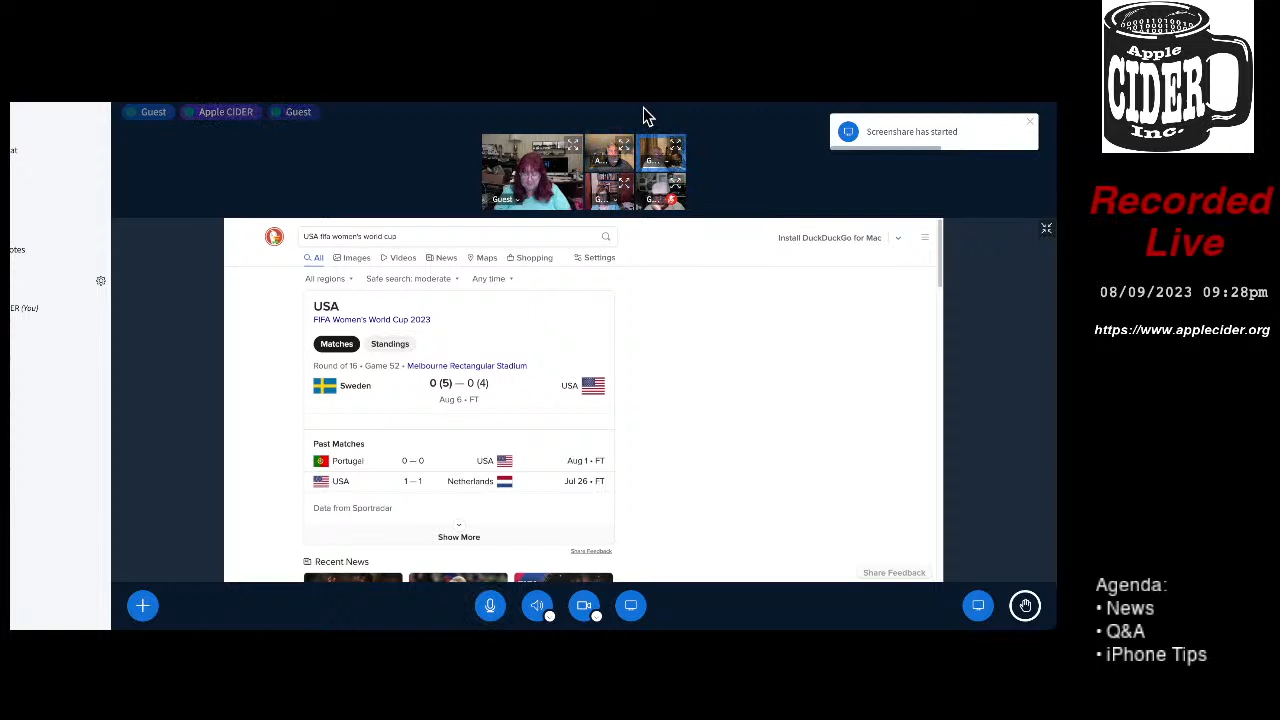 Guest
Apple CIDER
Guest
Screenshare has started
at
otes
ER (You)
A...
G...
Guest
G...
G...
USA fifa women's world cup
Install DuckDuckGo for Mac
All Images Videos News Maps Shopping Settings
All regions Safe search: moderate Any time
USA
FIFA Women's World Cup 2023
Matches Standings
Round of 16 • Game 52 • Melbourne Rectangular Stadium
Sweden 0 (5) — 0 (4) USA
Aug 6 • FT
Past Matches
Portugal 0 — 0 USA Aug 1 • FT
USA 1 — 1 Netherlands Jul 26 • FT
Data from Sportradar
Show More
Share Feedback
Recent News
Share Feedback
Apple
CIDER
Inc.
Recorded
Live
08/09/2023 09:28pm
https://www.applecider.org
Agenda:
• News
• Q&A
• iPhone Tips